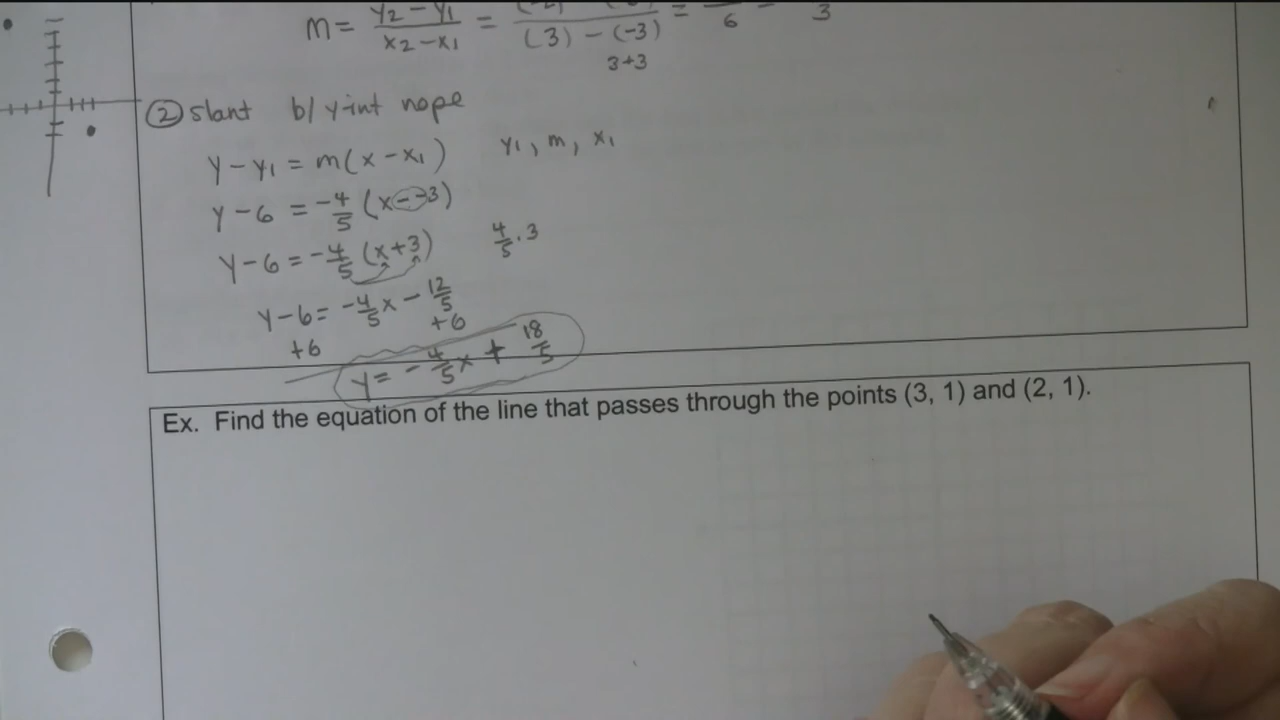 m = y₂ - y₁ / x₂ - x₁ = / (3) - (-3) = / 6 = 3
3+3
② slant b/ y-int nope
y - y₁ = m(x - x₁) y₁, m, x₁
y - 6 = -4/5 (x - -3)
y - 6 = -4/5 (x+3) 4/5 · 3
y - 6 = -4/5 x - 12/5
+6 +6
y = -4/5 x + 18/5
Ex. Find the equation of the line that passes through the points (3, 1) and (2, 1).